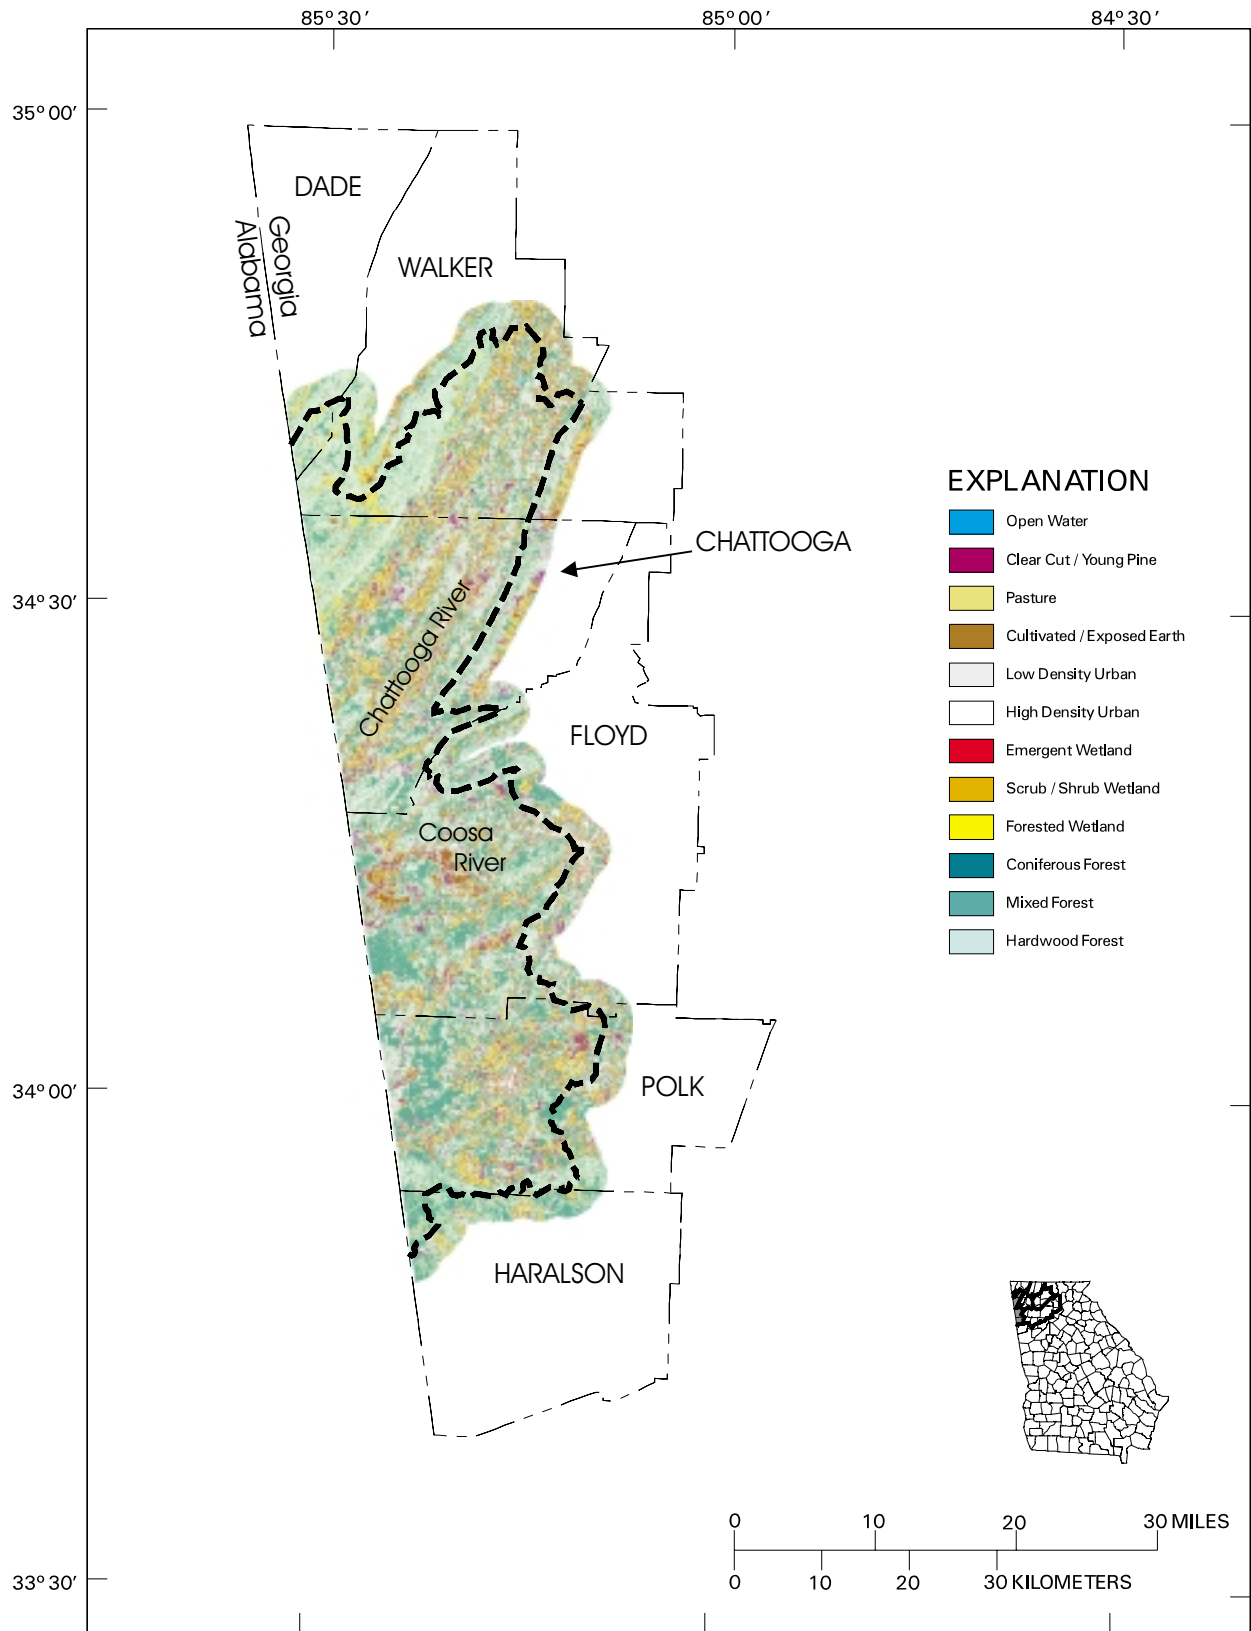 85°30′ 85°00′ 84°30′
35°00′
DADE
Georgia
Alabama
WALKER
EXPLANATION
Open Water
CHATTOOGA
Clear Cut / Young Pine
34°30′
Pasture
Cultivated / Exposed Earth
Chattooga River
Low Density Urban
High Density Urban
FLOYD
Emergent Wetland
Scrub / Shrub Wetland
Forested Wetland
Coosa
River
Coniferous Forest
Mixed Forest
Hardwood Forest
34°00′
POLK
HARALSON
0 10 20 30 MILES
33°30′
0 10 20 30 KILOMETERS